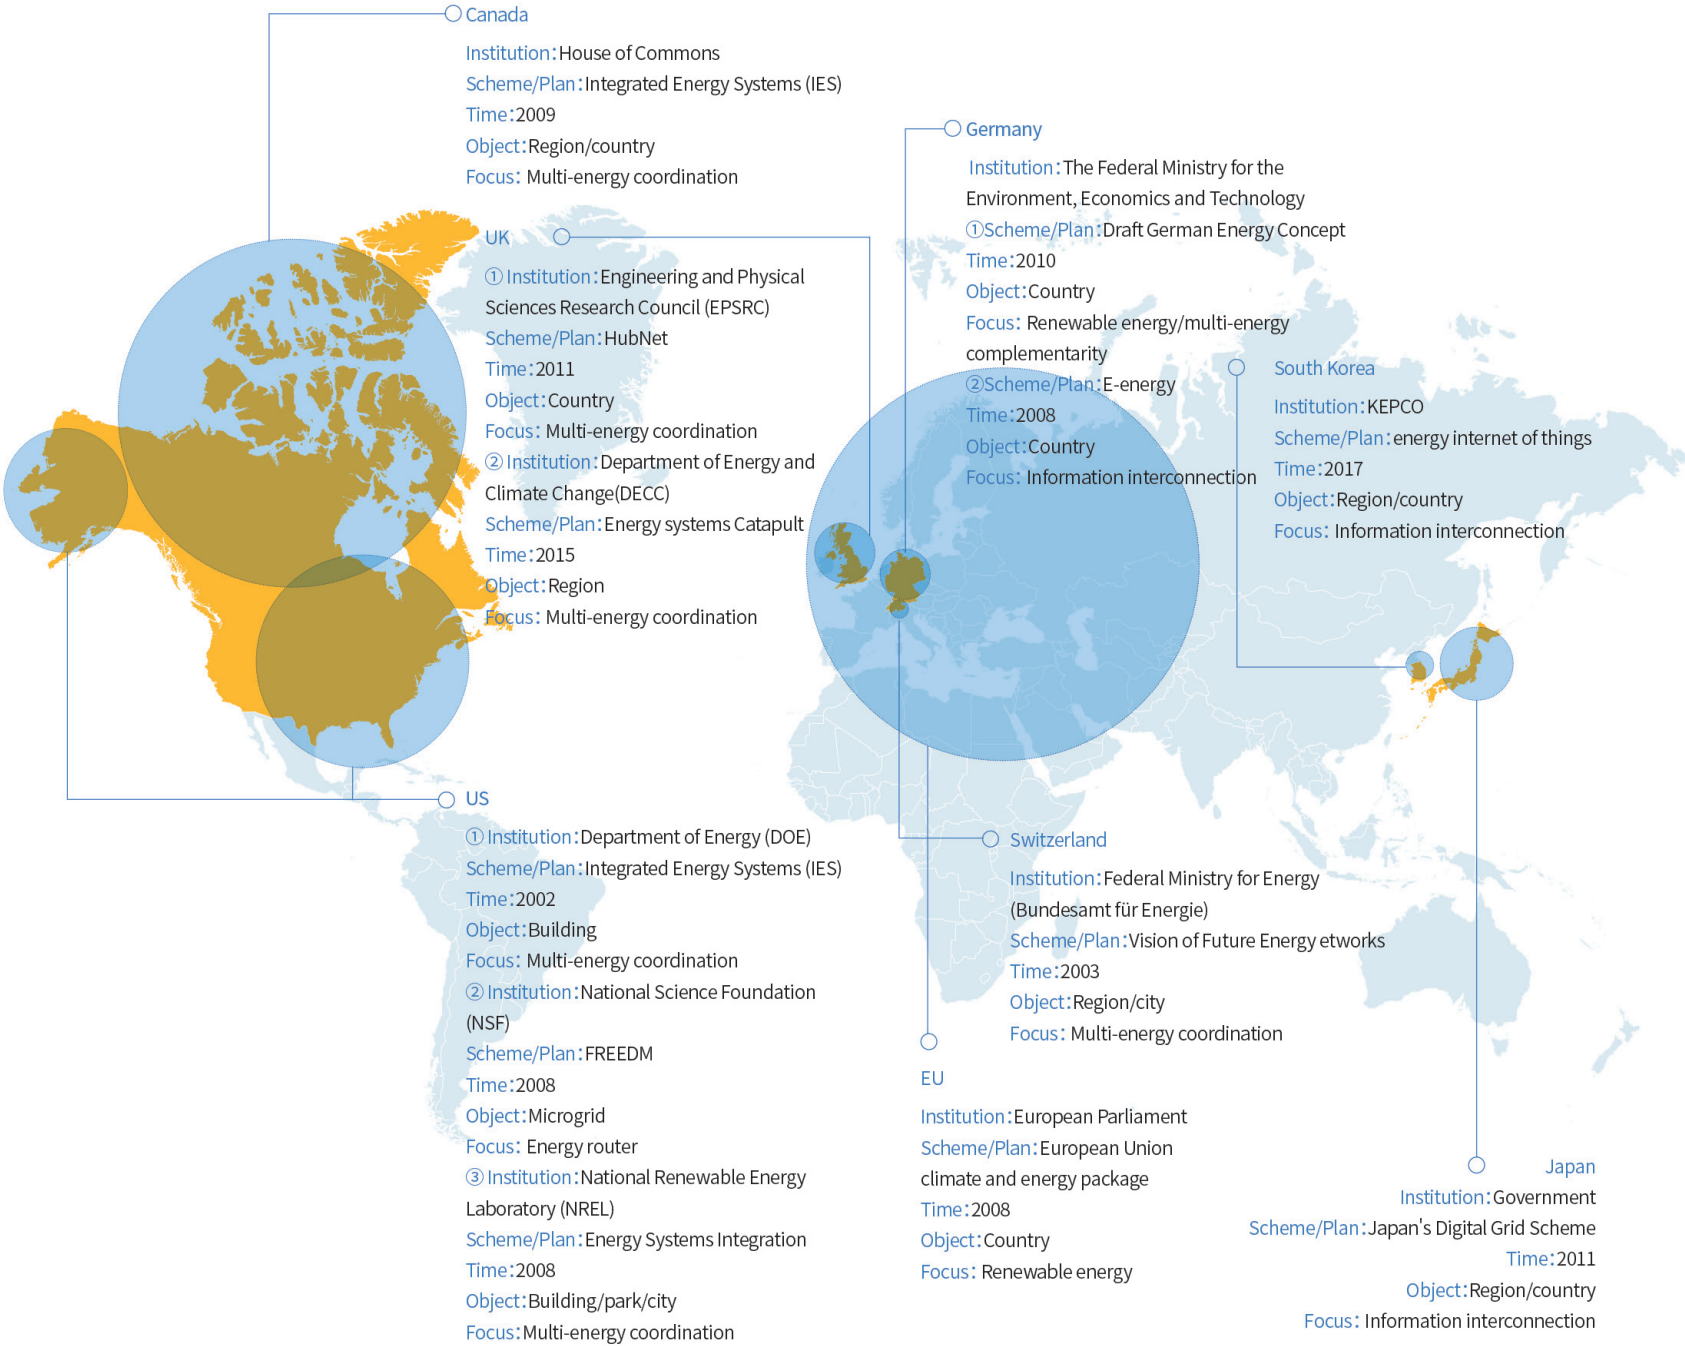 Canada
Institution:House of Commons
Scheme/Plan:Integrated Energy Systems (IES)
Time:2009
Object:Region/country
Focus: Multi-energy coordination
Germany
Institution:The Federal Ministry for the
Environment, Economics and Technology
①Scheme/Plan:Draft German Energy Concept
Time:2010
Object:Country
Focus: Renewable energy/multi-energy
complementarity
②Scheme/Plan:E-energy
Time:2008
Object:Country
Focus: Information interconnection
UK
① Institution:Engineering and Physical
Sciences Research Council (EPSRC)
Scheme/Plan:HubNet
Time:2011
Object:Country
Focus: Multi-energy coordination
② Institution:Department of Energy and
Climate Change(DECC)
Scheme/Plan:Energy systems Catapult
Time:2015
Object:Region
Focus: Multi-energy coordination
South Korea
Institution:KEPCO
Scheme/Plan:energy internet of things
Time:2017
Object:Region/country
Focus: Information interconnection
US
① Institution:Department of Energy (DOE)
Scheme/Plan:Integrated Energy Systems (IES)
Time:2002
Object:Building
Focus: Multi-energy coordination
② Institution:National Science Foundation
(NSF)
Scheme/Plan:FREEDM
Time:2008
Object:Microgrid
Focus: Energy router
③ Institution:National Renewable Energy
Laboratory (NREL)
Scheme/Plan:Energy Systems Integration
Time:2008
Object:Building/park/city
Focus:Multi-energy coordination
Switzerland
Institution:Federal Ministry for Energy
(Bundesamt für Energie)
Scheme/Plan:Vision of Future Energy etworks
Time:2003
Object:Region/city
Focus: Multi-energy coordination
EU
Institution:European Parliament
Scheme/Plan:European Union
climate and energy package
Time:2008
Object:Country
Focus: Renewable energy
Japan
Institution:Government
Scheme/Plan:Japan's Digital Grid Scheme
Time:2011
Object:Region/country
Focus: Information interconnection